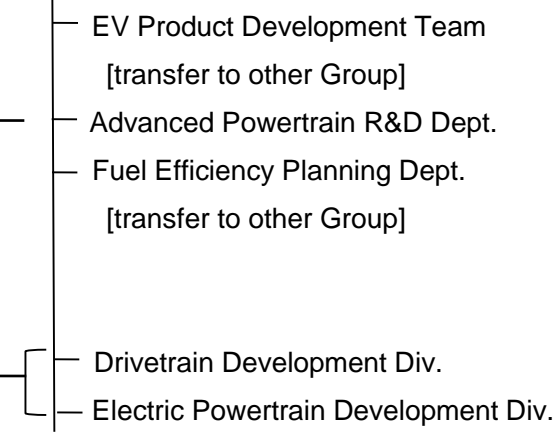 EV Product Development Team
[transfer to other Group]
Advanced Powertrain R&D Dept.
Fuel Efficiency Planning Dept.
[transfer to other Group]
Drivetrain Development Div.
Electric Powertrain Development Div.